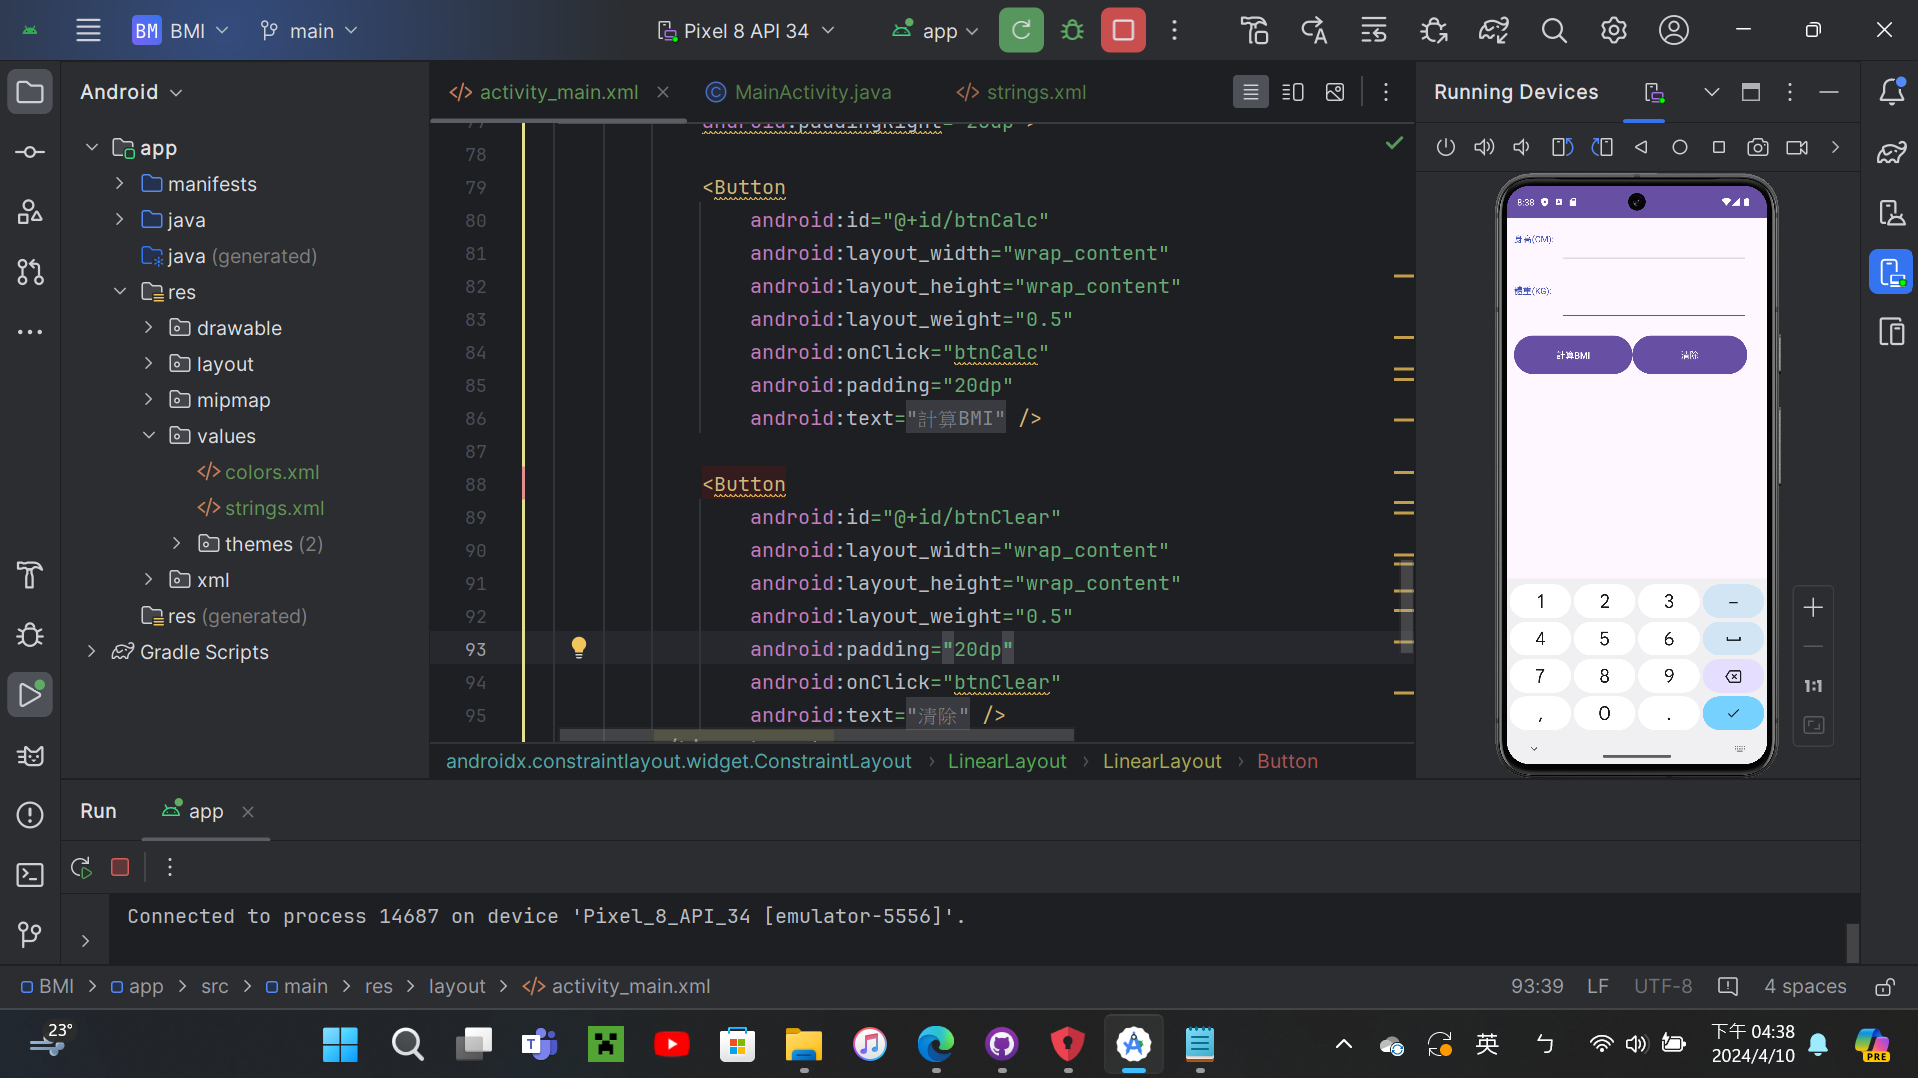 BM BMI main Pixel 8 API 34 app
Android
activity_main.xml MainActivity.java strings.xml
Running Devices
app
manifests
java
java (generated)
res
drawable
layout
mipmap
values
colors.xml
strings.xml
themes (2)
xml
res (generated)
Gradle Scripts
77 android:paddingRight="20dp">
78
79 <Button
80 android:id="@+id/btnCalc"
81 android:layout_width="wrap_content"
82 android:layout_height="wrap_content"
83 android:layout_weight="0.5"
84 android:onClick="btnCalc"
85 android:padding="20dp"
86 android:text="計算BMI" />
87
88 <Button
89 android:id="@+id/btnClear"
90 android:layout_width="wrap_content"
91 android:layout_height="wrap_content"
92 android:layout_weight="0.5"
93 android:padding="20dp"
94 android:onClick="btnClear"
95 android:text="清除" />
androidx.constraintlayout.widget.ConstraintLayout > LinearLayout > LinearLayout > Button
8:38
身高(CM):
體重(KG):
計算BMI 清除
1 2 3 –
4 5 6
7 8 9
, 0 .
1:1
Run app
Connected to process 14687 on device 'Pixel_8_API_34 [emulator-5556]'.
BMI > app > src > main > res > layout > activity_main.xml 93:39 LF UTF-8 4 spaces
23° 英 ㄅ 下午 04:38
2024/4/10
PRE